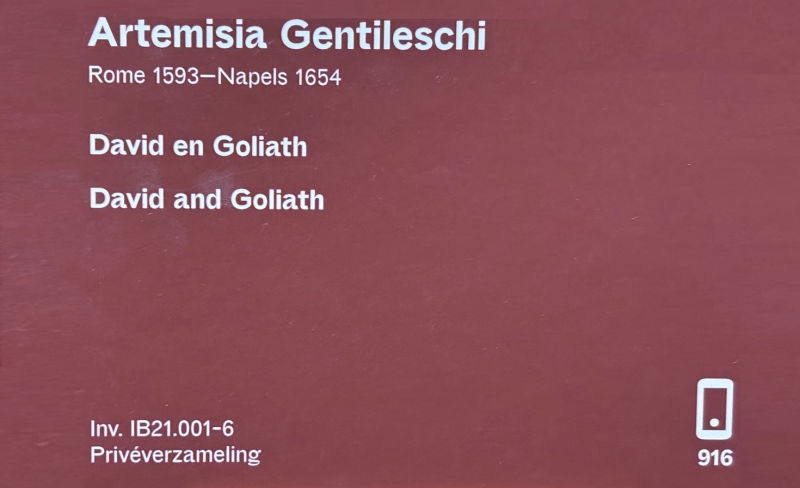 Artemisia Gentileschi
Rome 1593–Napels 1654
David en Goliath
David and Goliath
Inv. IB21.001-6
Privéverzameling
916